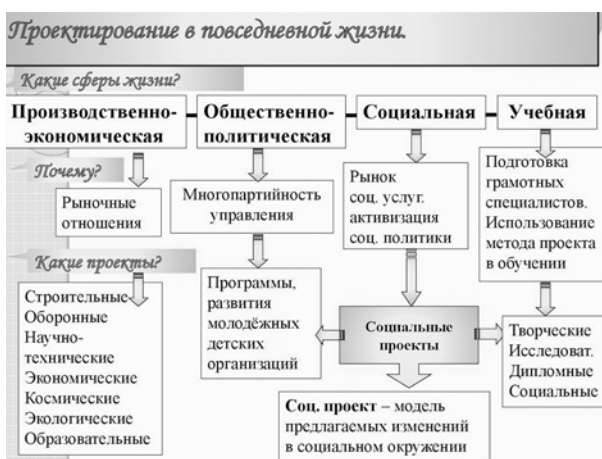 Проектирование в повседневной жизни.
Какие сферы жизни?
Производственно-
экономическая
Общественно-
политическая
Социальная
Учебная
Почему?
Рыночные
отношения
Многопартийность
управления
Рынок
соц. услуг.
активизация
соц. политики
Подготовка
грамотных
специалистов.
Использование
метода проекта
в обучении
Какие проекты?
Строительные
Оборонные
Научно-
технические
Экономические
Космические
Экологические
Образовательные
Программы,
развития
молодёжных
детских
организаций
Социальные
проекты
Творческие
Исследоват.
Дипломные
Социальные
Соц. проект – модель
предлагаемых изменений
в социальном окружении